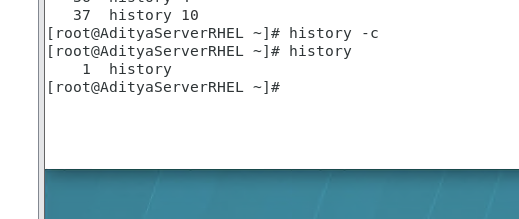 37 history 10
[root@AdityaServerRHEL ~]# history -c
[root@AdityaServerRHEL ~]# history
1 history
[root@AdityaServerRHEL ~]#